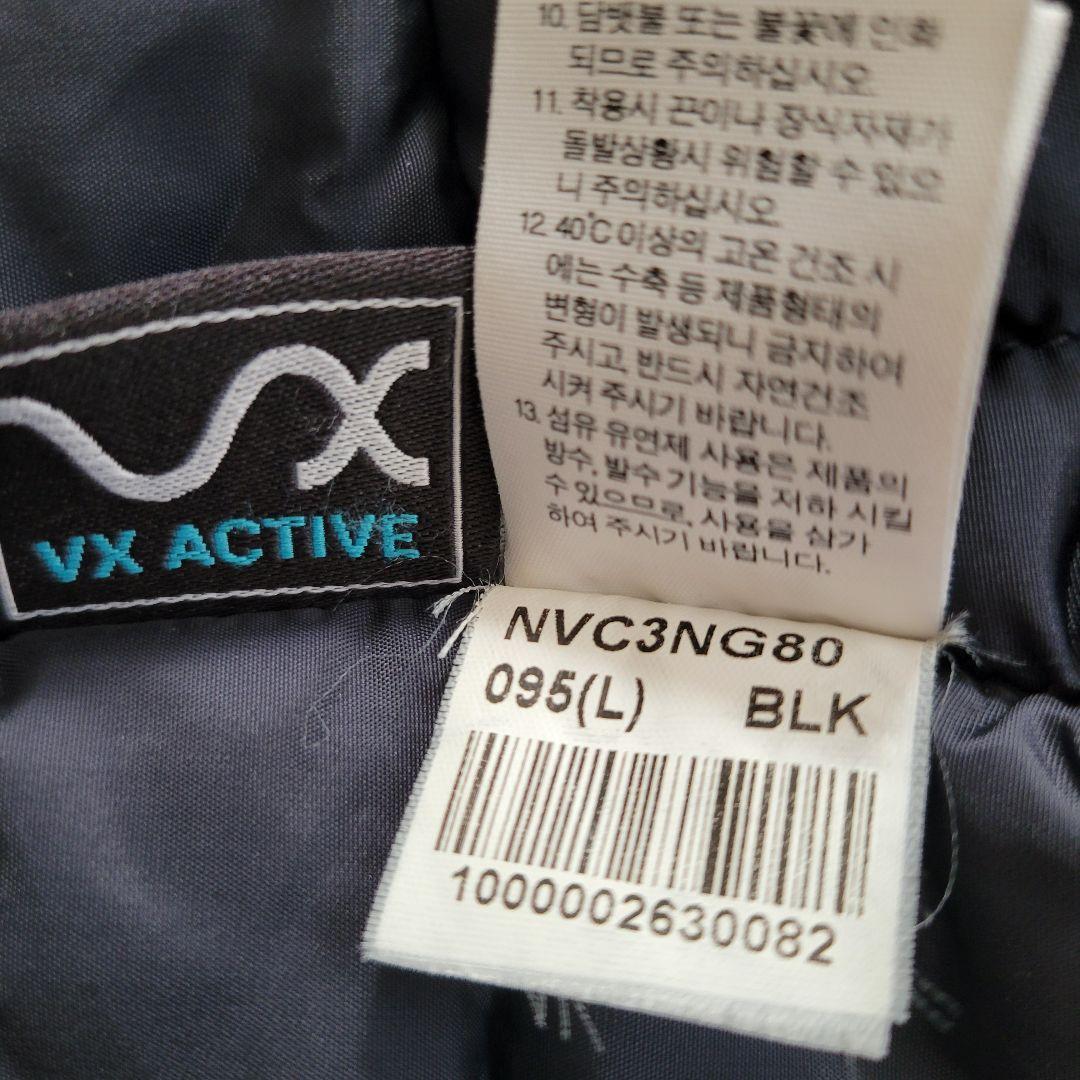 10. 담뱃불 또는 불꽃에 인화
되므로 주의하십시오.
11. 착용시 끈이나 장식자재가
돌발상황시 위험할 수 있으
니 주의하십시오.
12. 40℃이상의 고온 건조 시
에는 수축 등 제품형태의
변형이 발생되니 금지하여
주시고, 반드시 자연건조
시켜 주시기 바랍니다.
13. 섬유 유연제 사용은 제품의
방수, 발수 기능을 저하 시킬
수 있으므로, 사용을 삼가
하여 주시기 바랍니다.
VX
VX ACTIVE
NVC3NG80
095(L) BLK
1000002630082